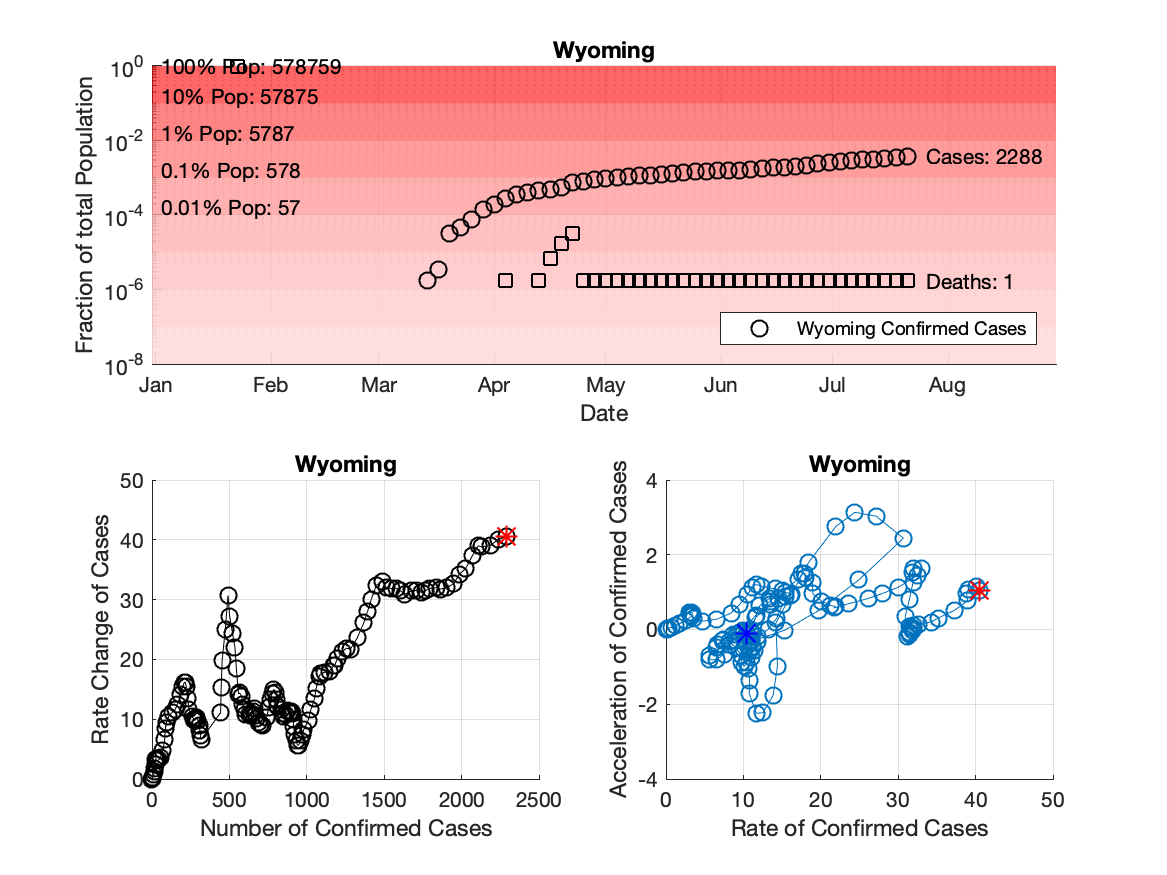 Wyoming
Fraction of total Population
10^0
10^-2
10^-4
10^-6
10^-8
100% Pop: 578759
10% Pop: 57875
1% Pop: 5787
0.1% Pop: 578
0.01% Pop: 57
Cases: 2288
Deaths: 1
Wyoming Confirmed Cases
Jan Feb Mar Apr May Jun Jul Aug
Date
Wyoming
Rate Change of Cases
50
40
30
20
10
0
0 500 1000 1500 2000 2500
Number of Confirmed Cases
Wyoming
Acceleration of Confirmed Cases
4
2
0
-2
-4
0 10 20 30 40 50
Rate of Confirmed Cases